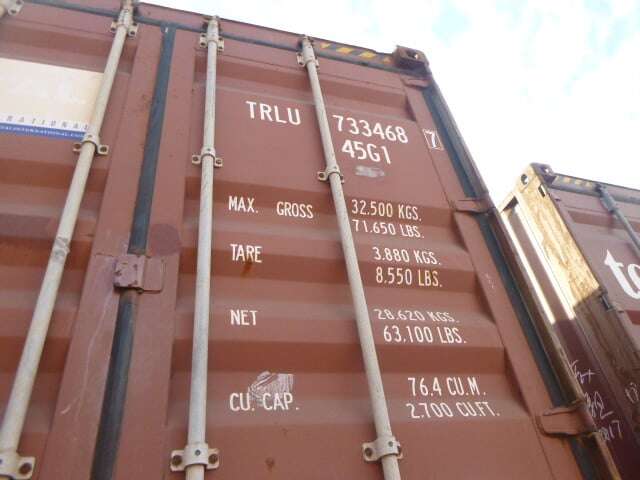 TRLU 733468 7
45G1
MAX. GROSS 32.500 KGS.
71.650 LBS.
TARE 3.880 KGS.
8.550 LBS.
NET 28.620 KGS.
63.100 LBS.
CU. CAP. 76.4 CU.M.
2.700 CU.FT.